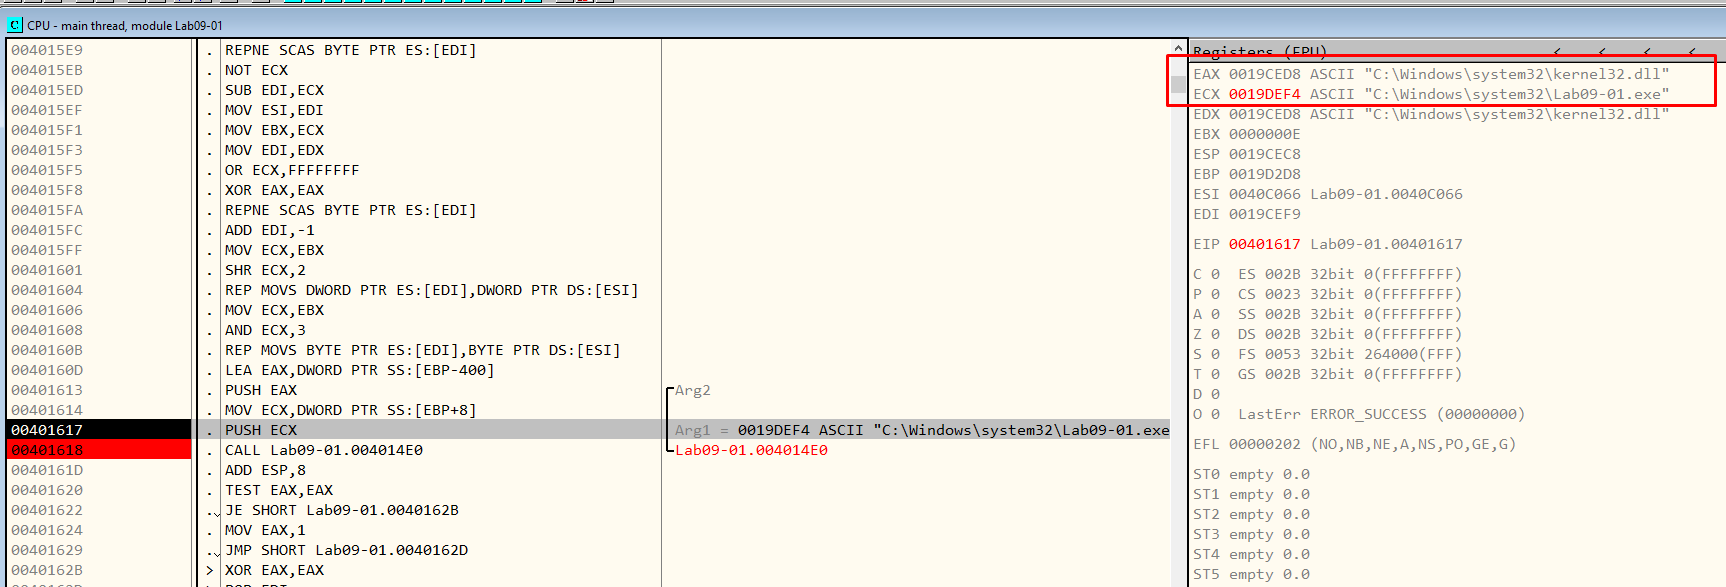 CPU - main thread, module Lab09-01
004015E9 . REPNE SCAS BYTE PTR ES:[EDI]
004015EB . NOT ECX
004015ED . SUB EDI,ECX
004015EF . MOV ESI,EDI
004015F1 . MOV EBX,ECX
004015F3 . MOV EDI,EDX
004015F5 . OR ECX,FFFFFFFF
004015F8 . XOR EAX,EAX
004015FA . REPNE SCAS BYTE PTR ES:[EDI]
004015FC . ADD EDI,-1
004015FF . MOV ECX,EBX
00401601 . SHR ECX,2
00401604 . REP MOVS DWORD PTR ES:[EDI],DWORD PTR DS:[ESI]
00401606 . MOV ECX,EBX
00401608 . AND ECX,3
0040160B . REP MOVS BYTE PTR ES:[EDI],BYTE PTR DS:[ESI]
0040160D . LEA EAX,DWORD PTR SS:[EBP-400]
00401613 . PUSH EAX Arg2
00401614 . MOV ECX,DWORD PTR SS:[EBP+8]
00401617 . PUSH ECX Arg1 = 0019DEF4 ASCII "C:\Windows\system32\Lab09-01.exe
00401618 . CALL Lab09-01.004014E0 Lab09-01.004014E0
0040161D . ADD ESP,8
00401620 . TEST EAX,EAX
00401622 . JE SHORT Lab09-01.0040162B
00401624 . MOV EAX,1
00401629 . JMP SHORT Lab09-01.0040162D
0040162B > XOR EAX,EAX
Registers (FPU) < < < <
EAX 0019CED8 ASCII "C:\Windows\system32\kernel32.dll"
ECX 0019DEF4 ASCII "C:\Windows\system32\Lab09-01.exe"
EDX 0019CED8 ASCII "C:\Windows\system32\kernel32.dll"
EBX 0000000E
ESP 0019CEC8
EBP 0019D2D8
ESI 0040C066 Lab09-01.0040C066
EDI 0019CEF9
EIP 00401617 Lab09-01.00401617
C 0 ES 002B 32bit 0(FFFFFFFF)
P 0 CS 0023 32bit 0(FFFFFFFF)
A 0 SS 002B 32bit 0(FFFFFFFF)
Z 0 DS 002B 32bit 0(FFFFFFFF)
S 0 FS 0053 32bit 264000(FFF)
T 0 GS 002B 32bit 0(FFFFFFFF)
D 0
O 0 LastErr ERROR_SUCCESS (00000000)
EFL 00000202 (NO,NB,NE,A,NS,PO,GE,G)
ST0 empty 0.0
ST1 empty 0.0
ST2 empty 0.0
ST3 empty 0.0
ST4 empty 0.0
ST5 empty 0.0